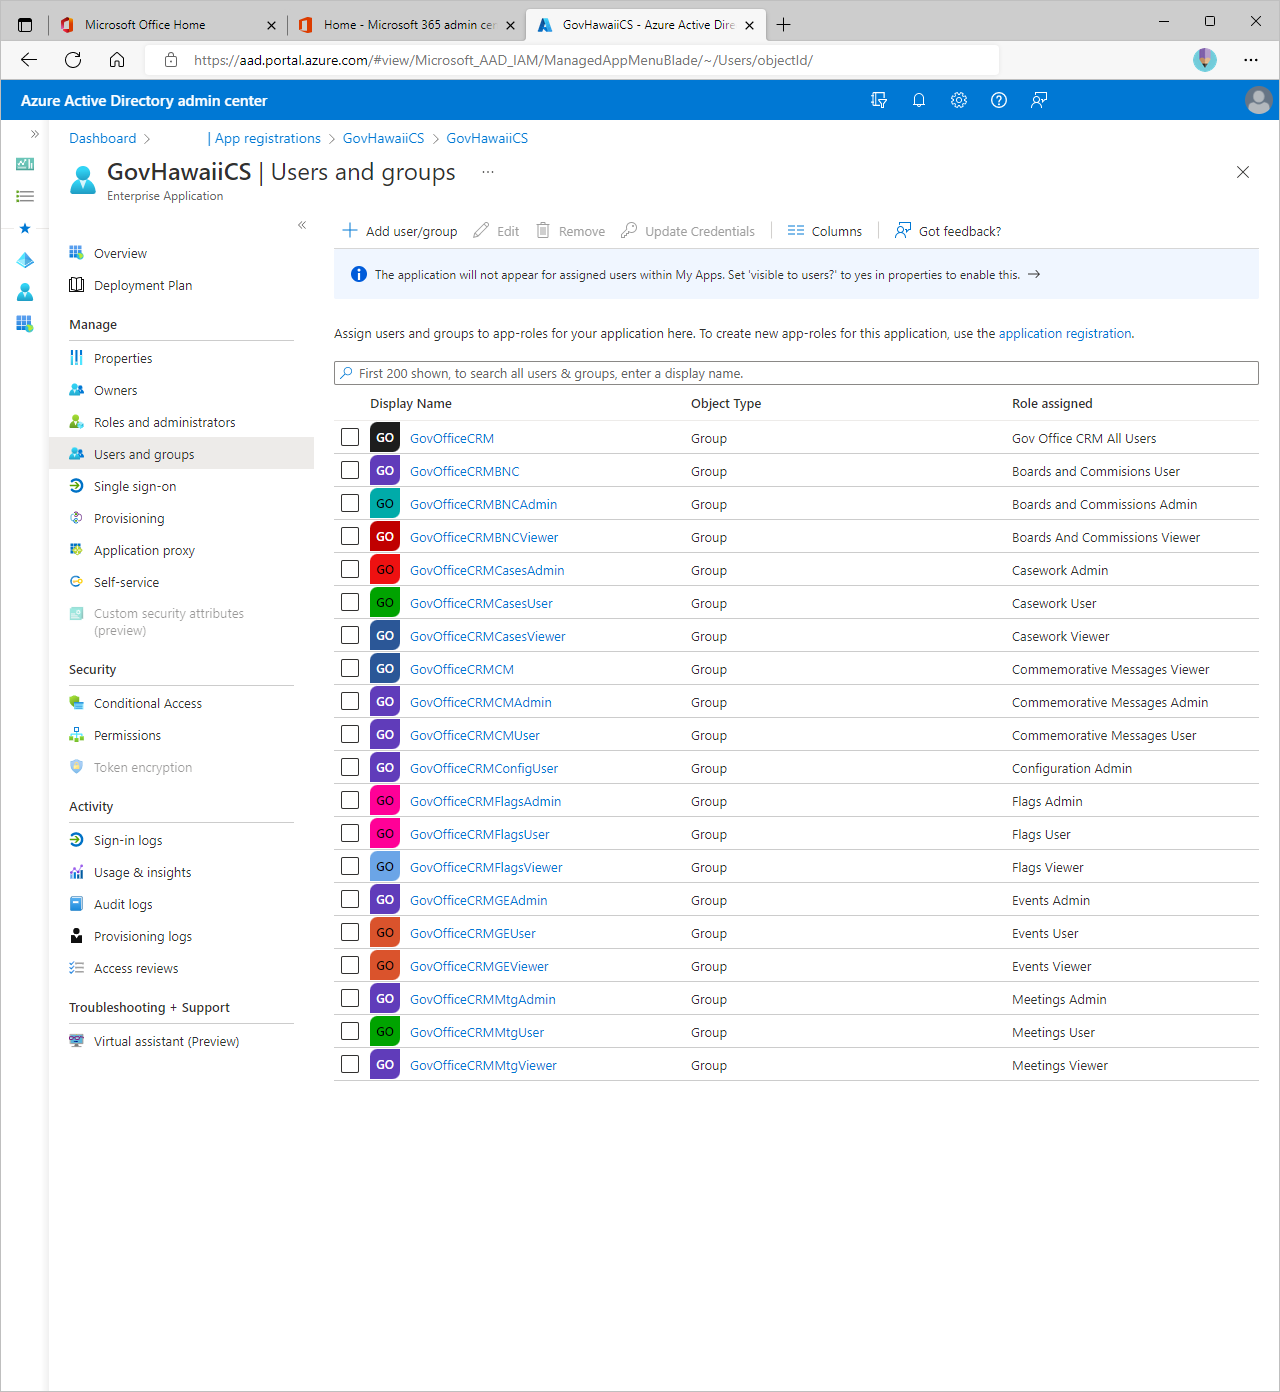 Microsoft Office Home
Home - Microsoft 365 admin cer
GovHawaiiCS - Azure Active Dire
https://aad.portal.azure.com/#view/Microsoft_AAD_IAM/ManagedAppMenuBlade/~/Users/objectId/
Azure Active Directory admin center
Dashboard > | App registrations > GovHawaiiCS > GovHawaiiCS
GovHawaiiCS | Users and groups ...
Enterprise Application
Overview
Deployment Plan
Manage
Properties
Owners
Roles and administrators
Users and groups
Single sign-on
Provisioning
Application proxy
Self-service
Custom security attributes
(preview)
Security
Conditional Access
Permissions
Token encryption
Activity
Sign-in logs
Usage & insights
Audit logs
Provisioning logs
Access reviews
Troubleshooting + Support
Virtual assistant (Preview)
Add user/group Edit Remove Update Credentials Columns Got feedback?
The application will not appear for assigned users within My Apps. Set 'visible to users?' to yes in properties to enable this. →
Assign users and groups to app-roles for your application here. To create new app-roles for this application, use the application registration.
First 200 shown, to search all users & groups, enter a display name.
Display Name Object Type Role assigned
GO GovOfficeCRM Group Gov Office CRM All Users
GO GovOfficeCRMBNC Group Boards and Commisions User
GO GovOfficeCRMBNCAdmin Group Boards and Commissions Admin
GO GovOfficeCRMBNCViewer Group Boards And Commissions Viewer
GO GovOfficeCRMCasesAdmin Group Casework Admin
GO GovOfficeCRMCasesUser Group Casework User
GO GovOfficeCRMCasesViewer Group Casework Viewer
GO GovOfficeCRMCM Group Commemorative Messages Viewer
GO GovOfficeCRMCMAdmin Group Commemorative Messages Admin
GO GovOfficeCRMCMUser Group Commemorative Messages User
GO GovOfficeCRMConfigUser Group Configuration Admin
GO GovOfficeCRMFlagsAdmin Group Flags Admin
GO GovOfficeCRMFlagsUser Group Flags User
GO GovOfficeCRMFlagsViewer Group Flags Viewer
GO GovOfficeCRMGEAdmin Group Events Admin
GO GovOfficeCRMGEUser Group Events User
GO GovOfficeCRMGEViewer Group Events Viewer
GO GovOfficeCRMMtgAdmin Group Meetings Admin
GO GovOfficeCRMMtgUser Group Meetings User
GO GovOfficeCRMMtgViewer Group Meetings Viewer